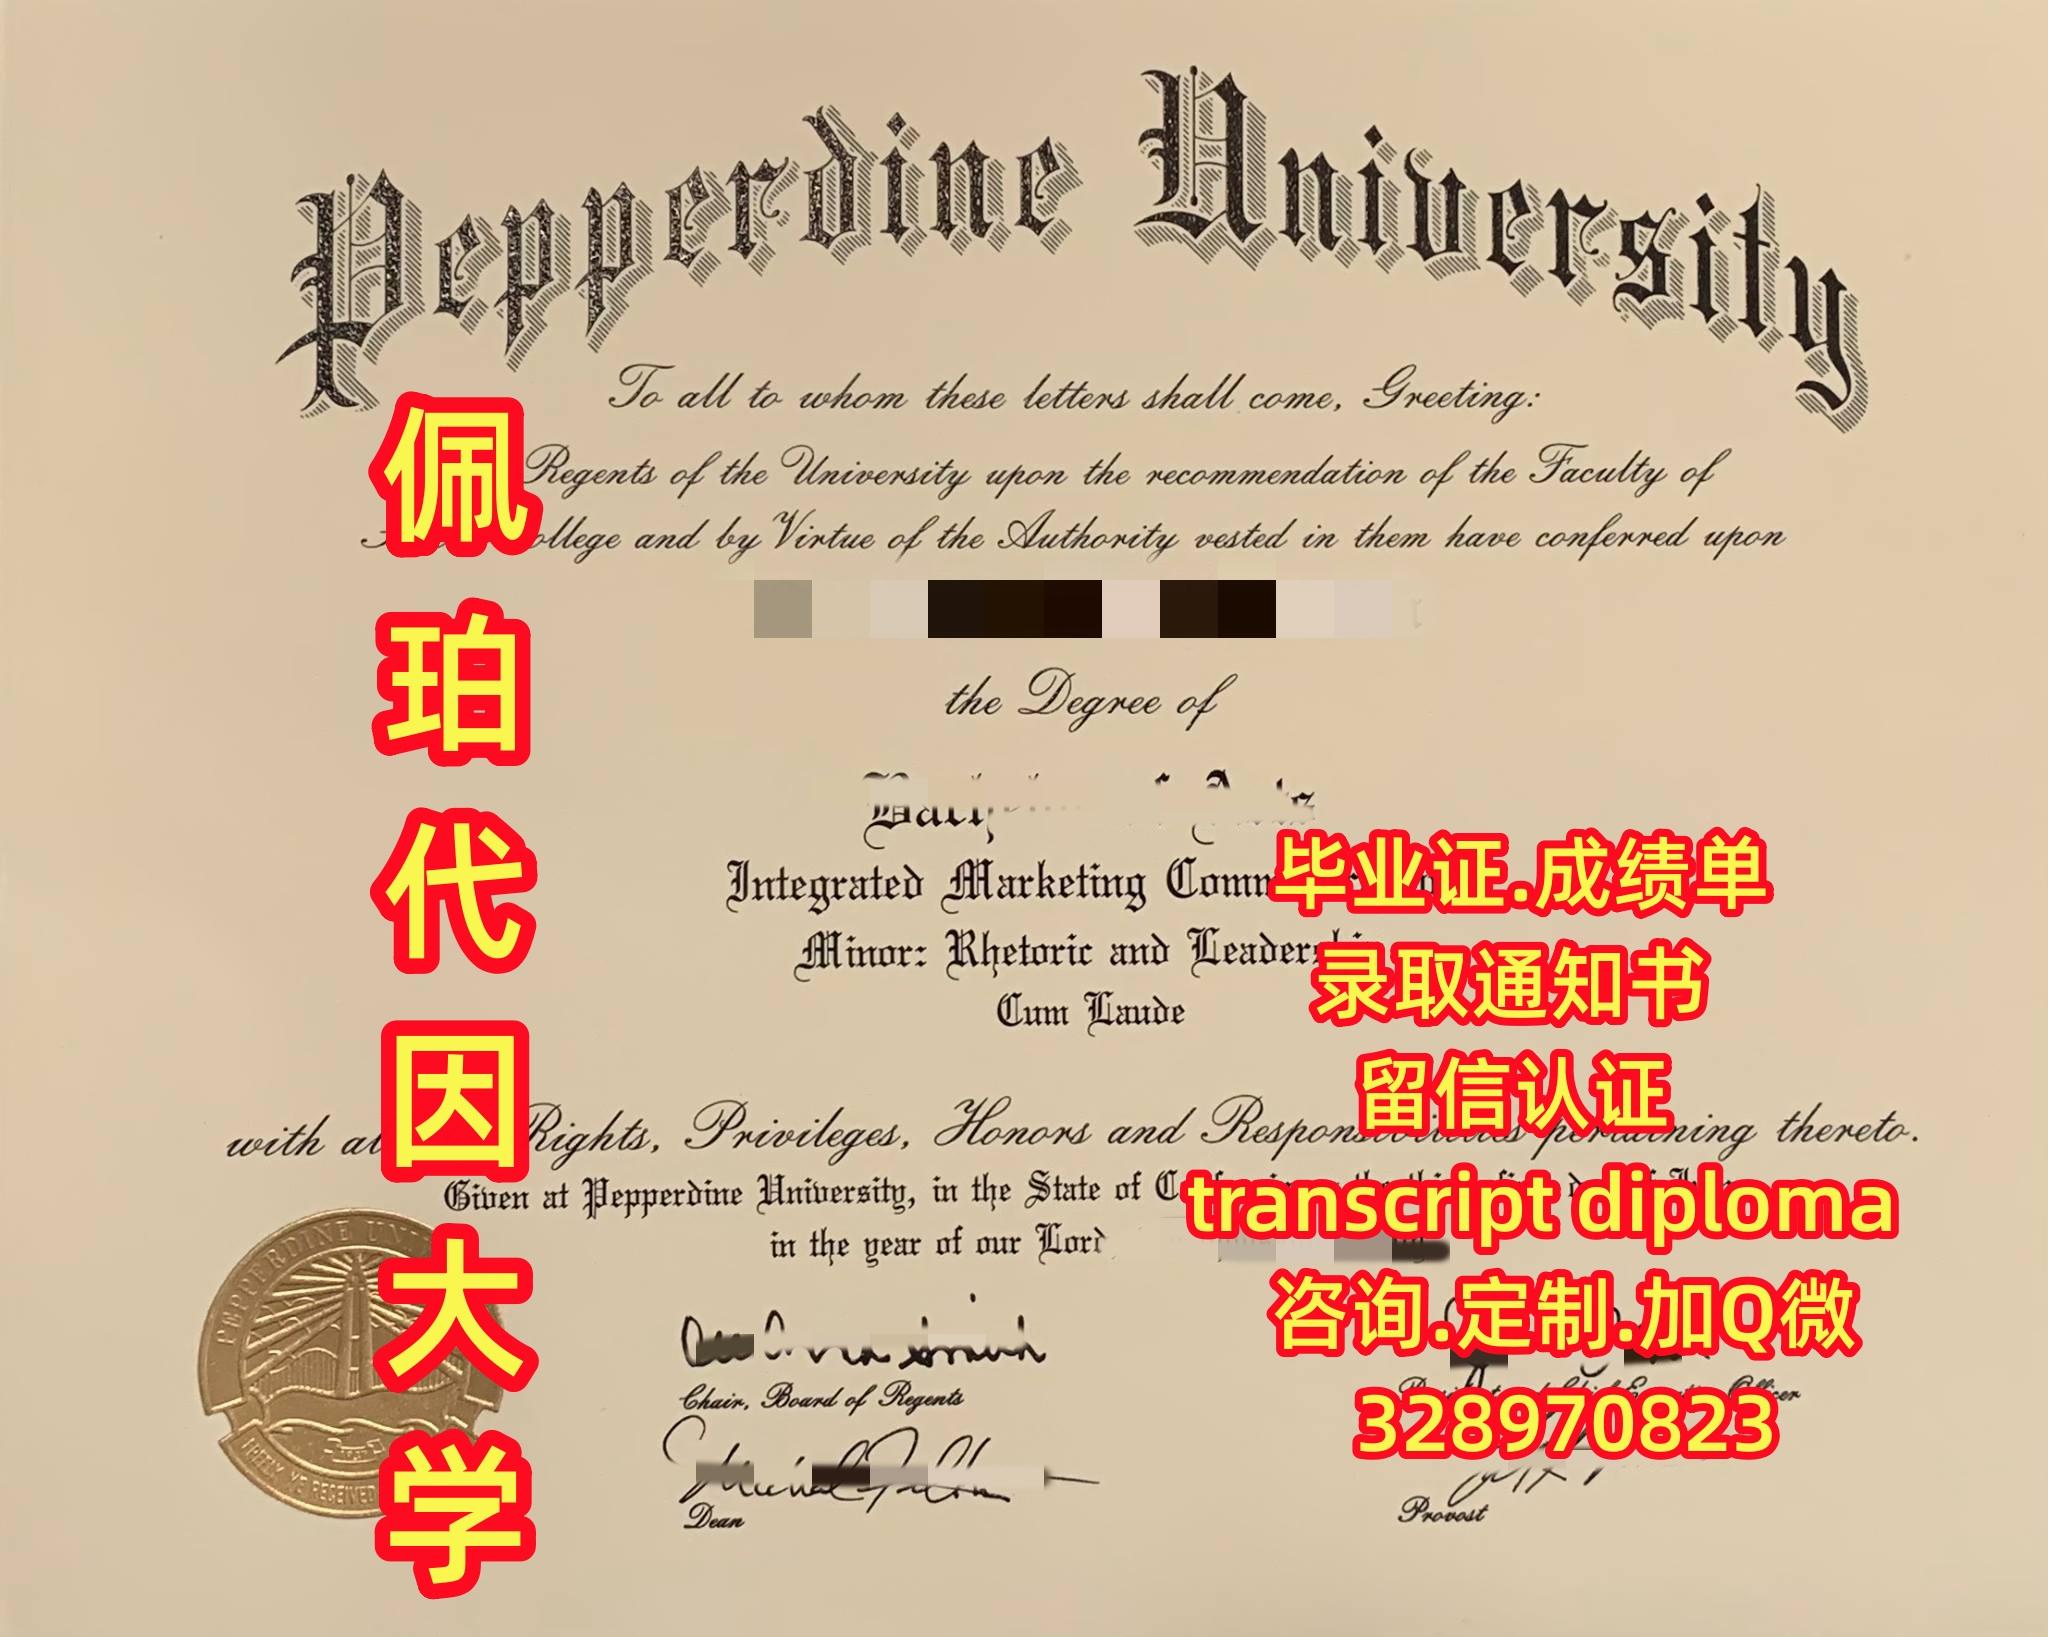 Pepperdine University
To all to whom these letters shall come, Greeting:
Regents of the University upon the recommendation of the Faculty of
and by Virtue of the Authority vested in them have conferred upon
the Degree of
Integrated Marketing
Minor: Rhetoric and
Cum Laude
with Rights, Privileges, Honors and pertaining thereto.
Given at Pepperdine University, in the State of
in the year of our Lord
Chair, Board of Regents
Dean
Provost
PEPPERDINE
RECEIVED
佩珀代因大学
毕业证.成绩单
录取通知书
留信认证
transcript diploma
咨询.定制.加Q微
328970823